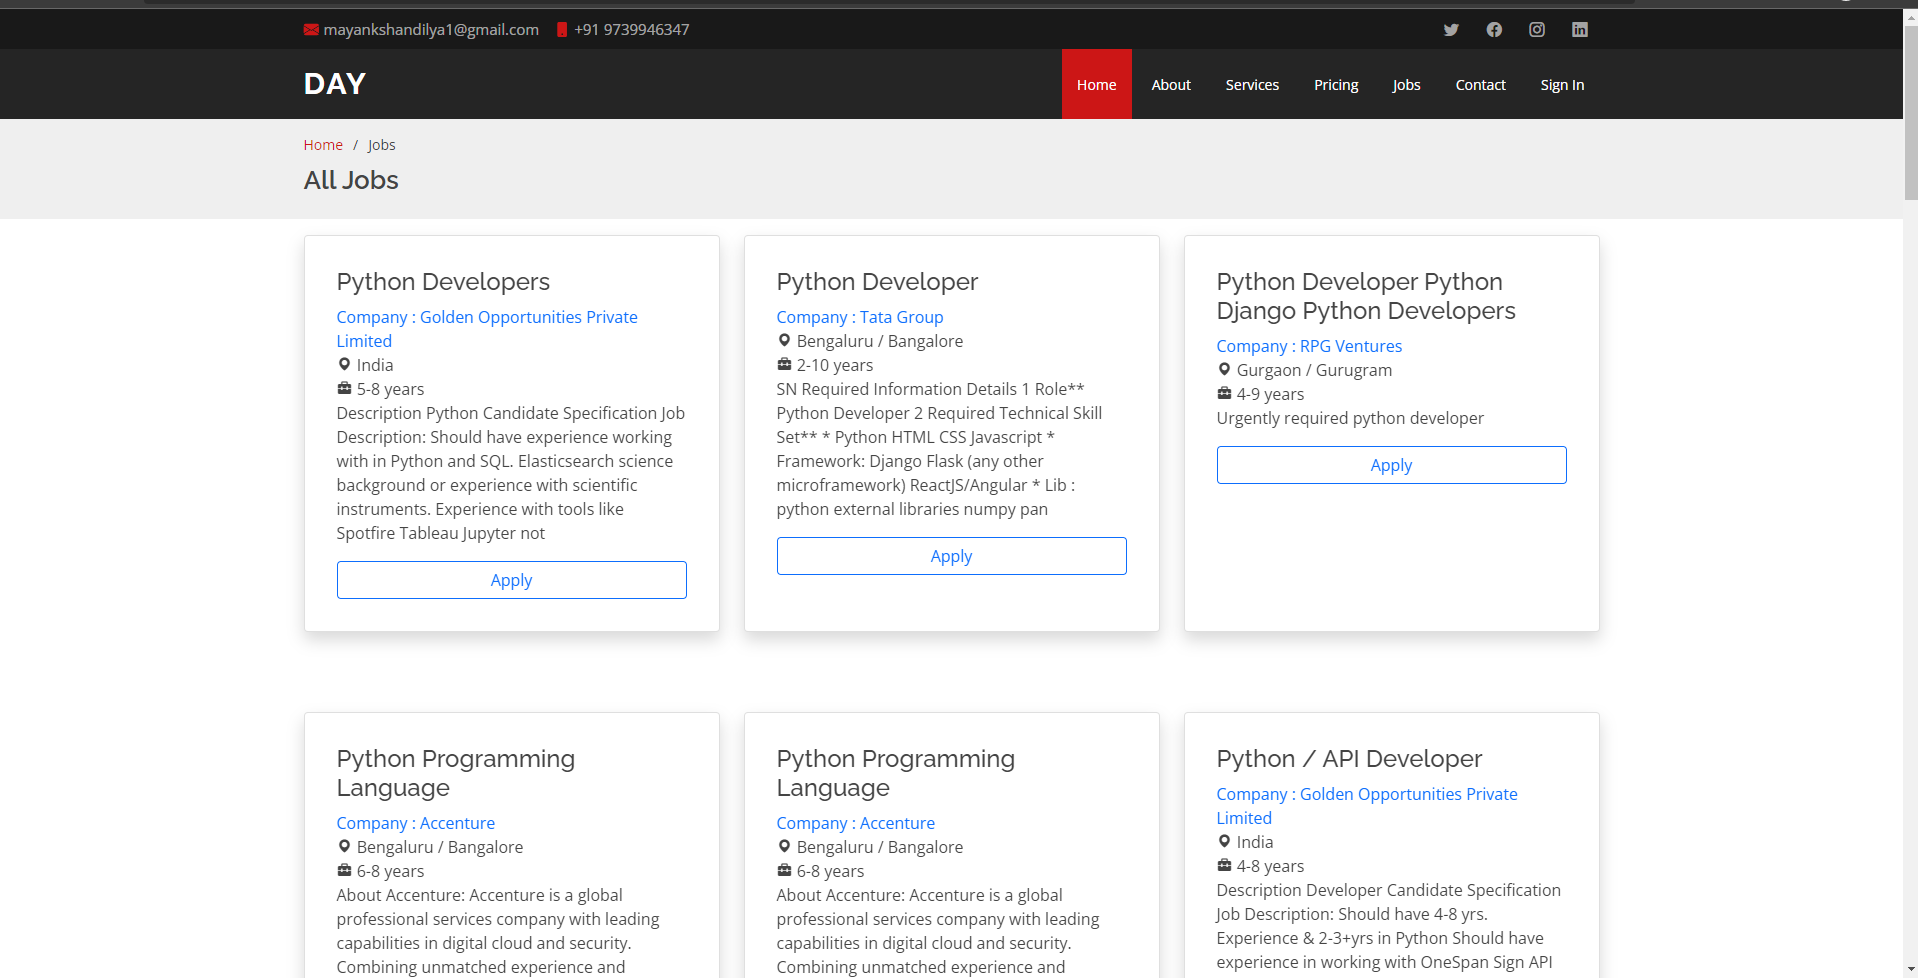 mayankshandilya1@gmail.com +91 9739946347
DAY
Home About Services Pricing Jobs Contact Sign In
Home / Jobs
All Jobs
Python Developers
Company : Golden Opportunities Private
Limited
India
5-8 years
Description Python Candidate Specification Job
Description: Should have experience working
with in Python and SQL. Elasticsearch science
background or experience with scientific
instruments. Experience with tools like
Spotfire Tableau Jupyter not
Apply
Python Developer
Company : Tata Group
Bengaluru / Bangalore
2-10 years
SN Required Information Details 1 Role**
Python Developer 2 Required Technical Skill
Set** * Python HTML CSS Javascript *
Framework: Django Flask (any other
microframework) ReactJS/Angular * Lib :
python external libraries numpy pan
Apply
Python Developer Python
Django Python Developers
Company : RPG Ventures
Gurgaon / Gurugram
4-9 years
Urgently required python developer
Apply
Python Programming
Language
Company : Accenture
Bengaluru / Bangalore
6-8 years
About Accenture: Accenture is a global
professional services company with leading
capabilities in digital cloud and security.
Combining unmatched experience and
Python Programming
Language
Company : Accenture
Bengaluru / Bangalore
6-8 years
About Accenture: Accenture is a global
professional services company with leading
capabilities in digital cloud and security.
Combining unmatched experience and
Python / API Developer
Company : Golden Opportunities Private
Limited
India
4-8 years
Description Developer Candidate Specification
Job Description: Should have 4-8 yrs.
Experience & 2-3+yrs in Python Should have
experience in working with OneSpan Sign API